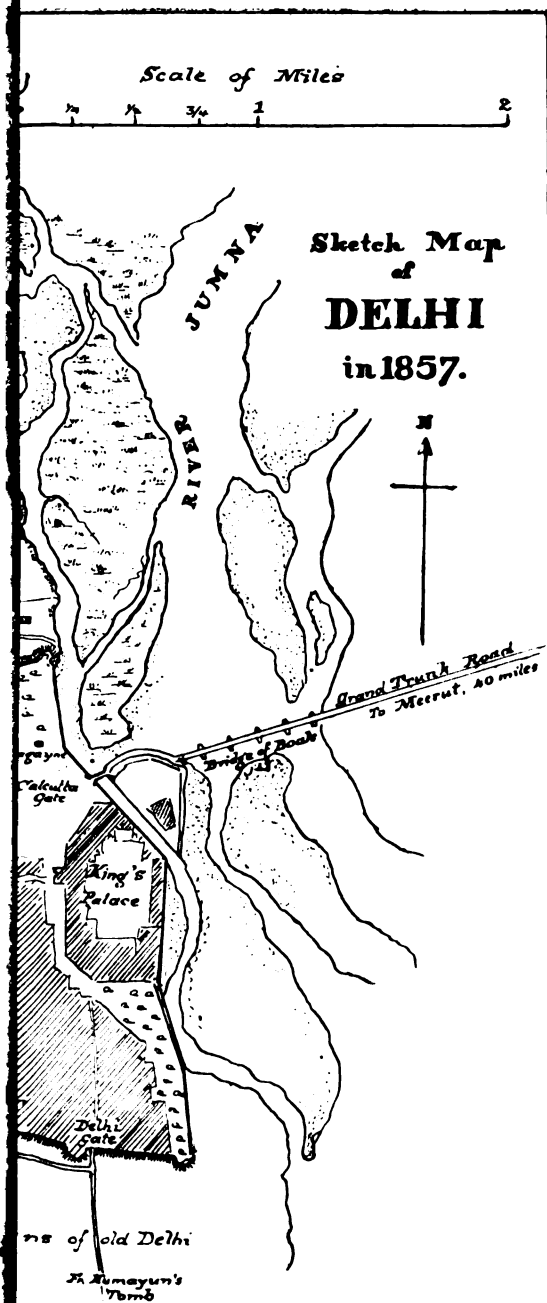 Scale of Miles
1/4 1/2 3/4 1 2
JUMNA
RIVER
Sketch Map
of
DELHI
in 1857.
N
Grand Trunk Road
To Meerut, 40 miles
Bridge of Boats
Calcutta
Gate
King's
Palace
Delhi
Gate
of old Delhi
Humayun's
Tomb